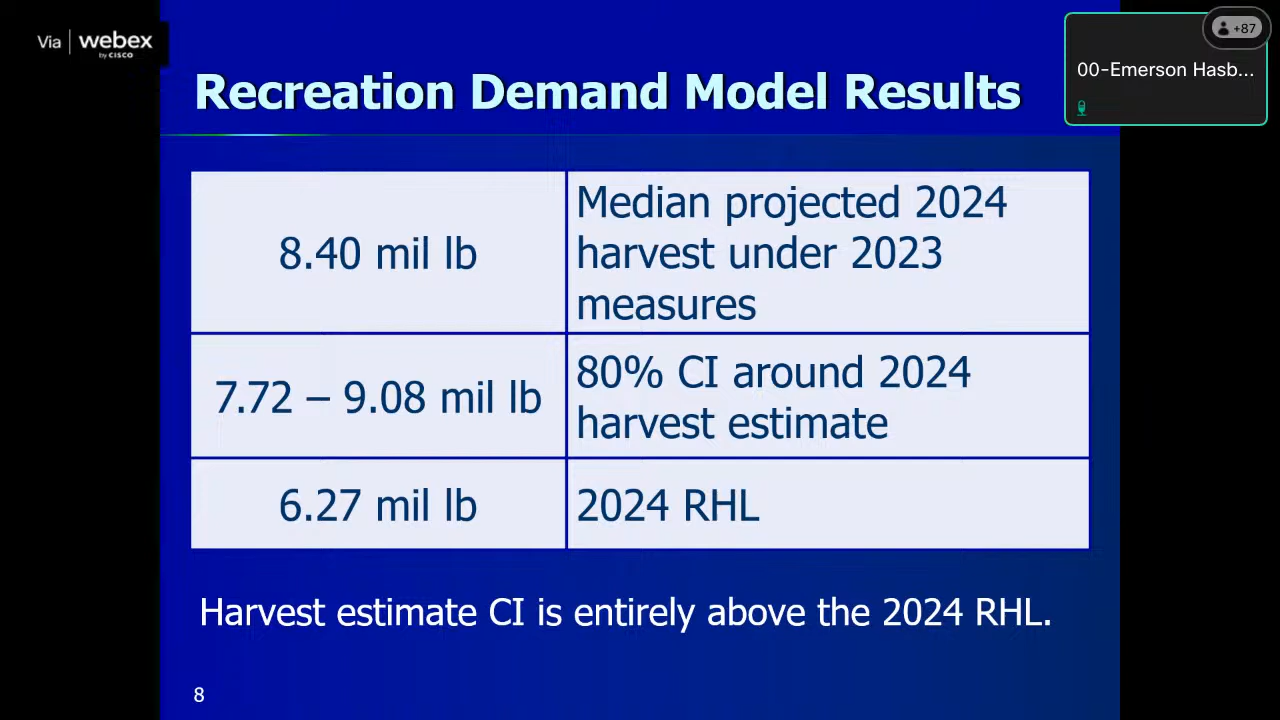 Via webex
by CISCO
+87
00-Emerson Hasb...
Recreation Demand Model Results
8.40 mil lb
Median projected 2024
harvest under 2023
measures
7.72 – 9.08 mil lb
80% CI around 2024
harvest estimate
6.27 mil lb
2024 RHL
Harvest estimate CI is entirely above the 2024 RHL.
8